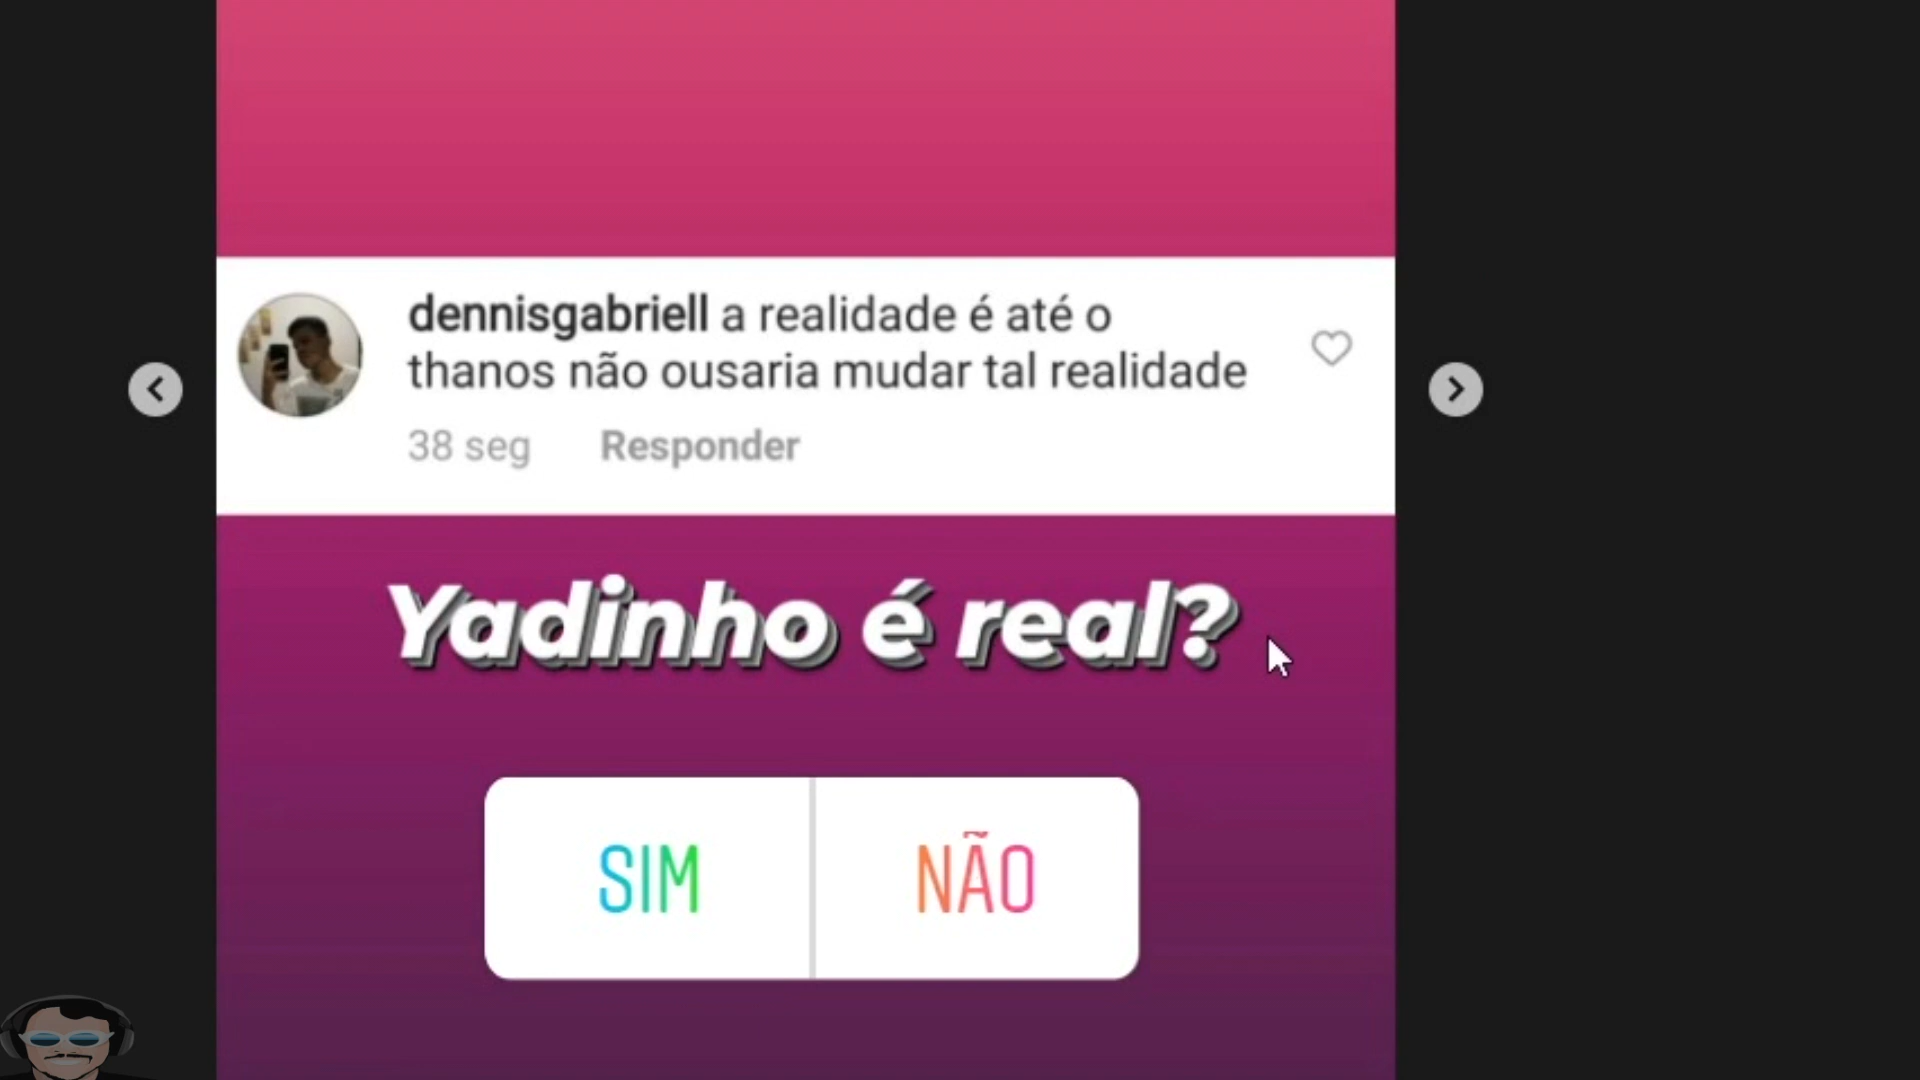 dennisgabriell a realidade é até o
thanos não ousaria mudar tal realidade
38 seg Responder
Yadinho é real?
SIM NÃO